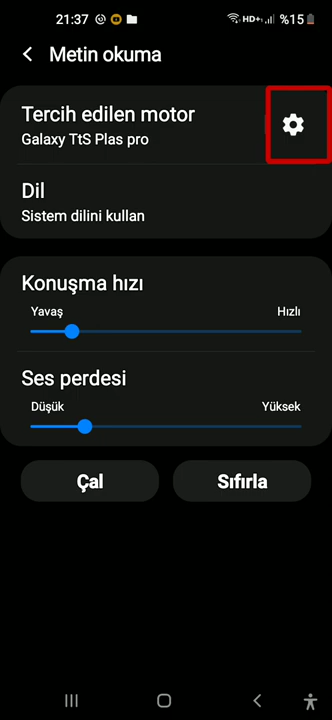 21:37 HD+ %15
Metin okuma
Tercih edilen motor
Galaxy TtS Plas pro
Dil
Sistem dilini kullan
Konuşma hızı
Yavaş Hızlı
Ses perdesi
Düşük Yüksek
Çal Sıfırla